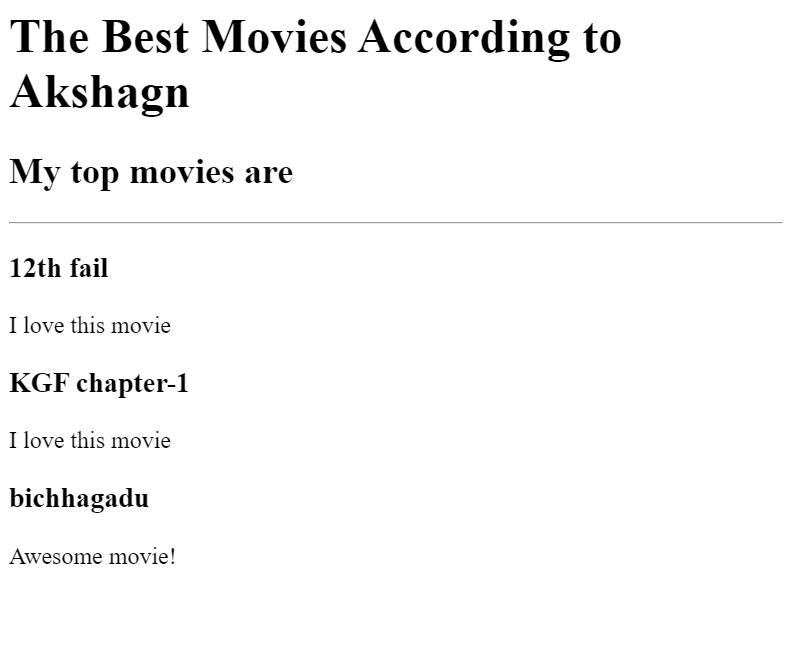 The Best Movies According to
Akshagn
My top movies are
12th fail
I love this movie
KGF chapter-1
I love this movie
bichhagadu
Awesome movie!